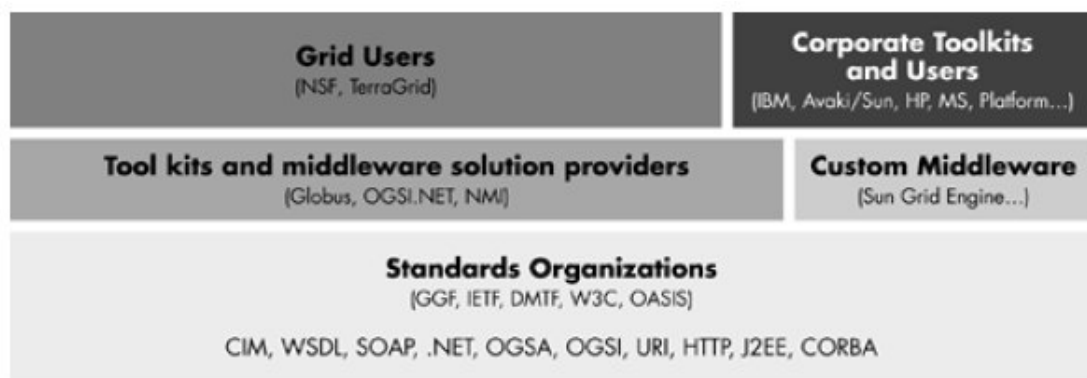 Grid Users
(NSF, TerraGrid)
Corporate Toolkits
and Users
(IBM, Avaki/Sun, HP, MS, Platform...)
Tool kits and middleware solution providers
(Globus, OGSI.NET, NMI)
Custom Middleware
(Sun Grid Engine...)
Standards Organizations
(GGF, IETF, DMTF, W3C, OASIS)
CIM, WSDL, SOAP, .NET, OGSA, OGSI, URI, HTTP, J2EE, CORBA